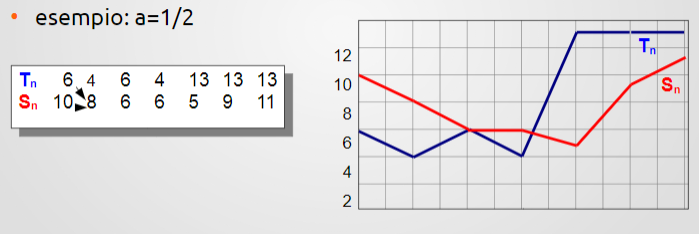 • esempio: a=1/2
Tn 6 4 6 4 13 13 13
Sn 10 8 6 6 5 9 11
12
10
8
6
4
2
Tn
Sn